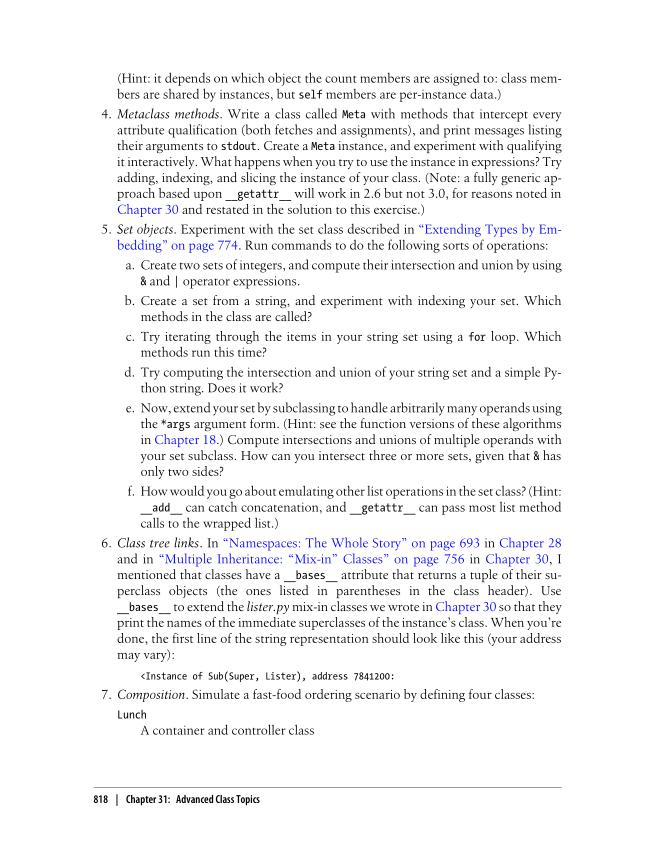 (Hint: it depends on which object the count members are assigned to: class mem-
bers are shared by instances, but self members are per-instance data.)
4. Metaclass methods. Write a class called Meta with methods that intercept every
attribute qualification (both fetches and assignments), and print messages listing
their arguments to stdout. Create a Meta instance, and experiment with qualifying
it interactively. What happens when you try to use the instance in expressions? Try
adding, indexing, and slicing the instance of your class. (Note: a fully generic ap-
proach based upon __getattr__ will work in 2.6 but not 3.0, for reasons noted in
Chapter 30 and restated in the solution to this exercise.)
5. Set objects. Experiment with the set class described in “Extending Types by Em-
bedding” on page 774. Run commands to do the following sorts of operations:
a. Create two sets of integers, and compute their intersection and union by using
& and | operator expressions.
b. Create a set from a string, and experiment with indexing your set. Which
methods in the class are called?
c. Try iterating through the items in your string set using a for loop. Which
methods run this time?
d. Try computing the intersection and union of your string set and a simple Py-
thon string. Does it work?
e. Now, extend your set by subclassing to handle arbitrarily many operands using
the *args argument form. (Hint: see the function versions of these algorithms
in Chapter 18.) Compute intersections and unions of multiple operands with
your set subclass. How can you intersect three or more sets, given that & has
only two sides?
f. How would you go about emulating other list operations in the set class? (Hint:
__add__ can catch concatenation, and __getattr__ can pass most list method
calls to the wrapped list.)
6. Class tree links. In “Namespaces: The Whole Story” on page 693 in Chapter 28
and in “Multiple Inheritance: “Mix-in” Classes” on page 756 in Chapter 30, I
mentioned that classes have a __bases__ attribute that returns a tuple of their su-
perclass objects (the ones listed in parentheses in the class header). Use
__bases__ to extend the lister.py mix-in classes we wrote in Chapter 30 so that they
print the names of the immediate superclasses of the instance’s class. When you’re
done, the first line of the string representation should look like this (your address
may vary):
<Instance of Sub(Super, Lister), address 7841200:
7. Composition. Simulate a fast-food ordering scenario by defining four classes:
Lunch
A container and controller class
818 | Chapter 31: Advanced Class Topics